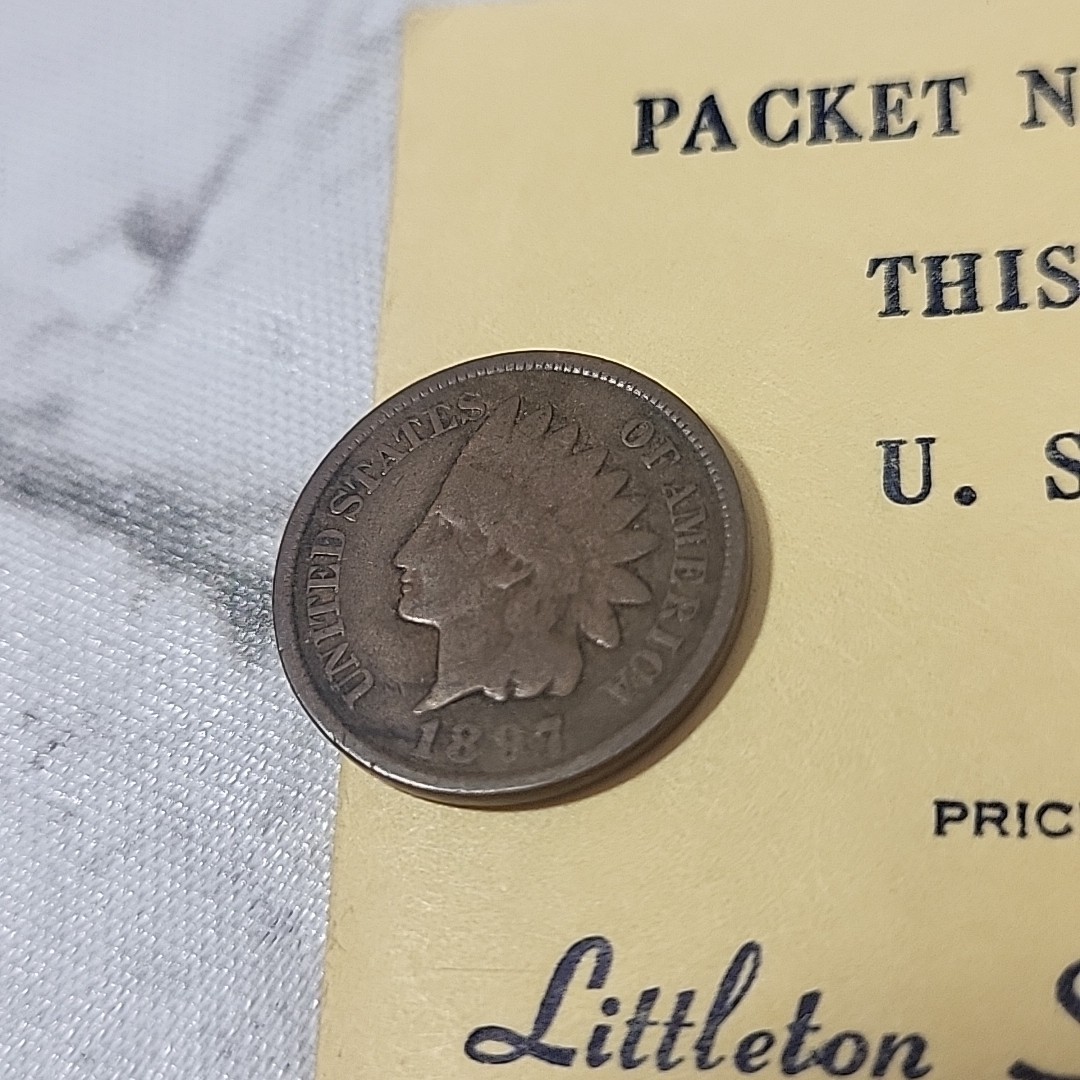 PACKET N
THIS
U. S
PRIC
Littleton S
UNITED STATES OF AMERICA
1897